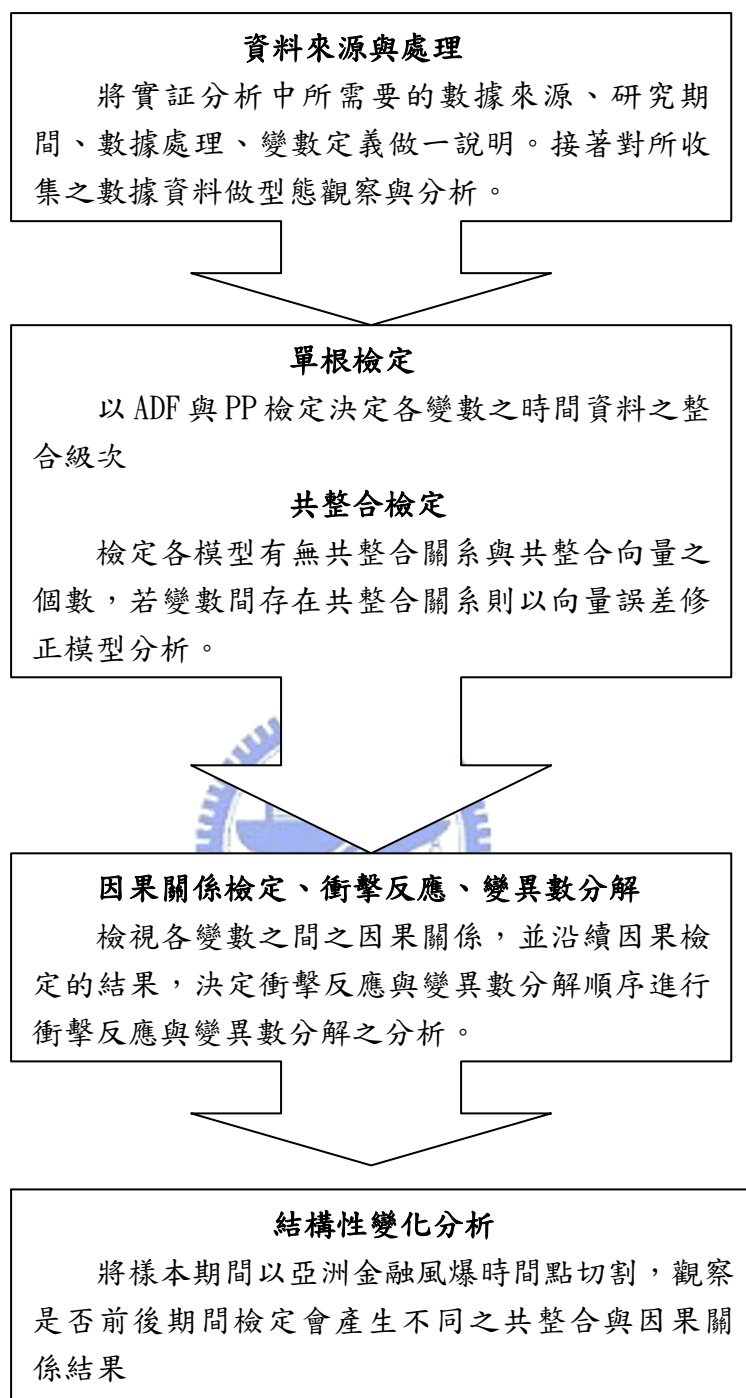 資料來源與處理
將實証分析中所需要的數據來源、研究期
間、數據處理、變數定義做一說明。接著對所收
集之數據資料做型態觀察與分析。
單根檢定
以 ADF 與 PP 檢定決定各變數之時間資料之整
合級次
共整合檢定
檢定各模型有無共整合關系與共整合向量之
個數，若變數間存在共整合關系則以向量誤差修
正模型分析。
因果關係檢定、衝擊反應、變異數分解
檢視各變數之間之因果關係，並沿續因果檢
定的結果，決定衝擊反應與變異數分解順序進行
衝擊反應與變異數分解之分析。
結構性變化分析
將樣本期間以亞洲金融風爆時間點切割，觀察
是否前後期間檢定會產生不同之共整合與因果關
係結果